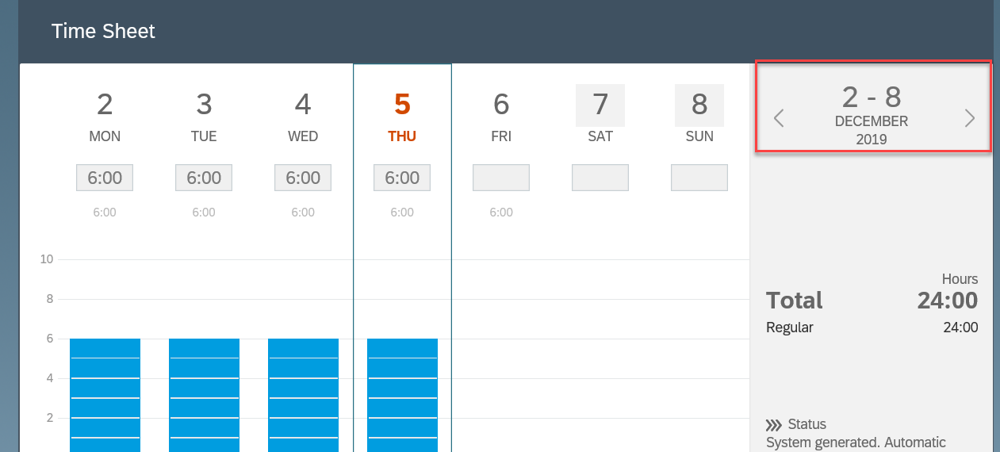 Time Sheet
2 3 4 5 6 7 8
MON TUE WED THU FRI SAT SUN
6:00 6:00 6:00 6:00
6:00 6:00 6:00 6:00 6:00
10
8
6
4
2
2 - 8
DECEMBER
2019
Hours
Total 24:00
Regular 24:00
Status
System generated. Automatic